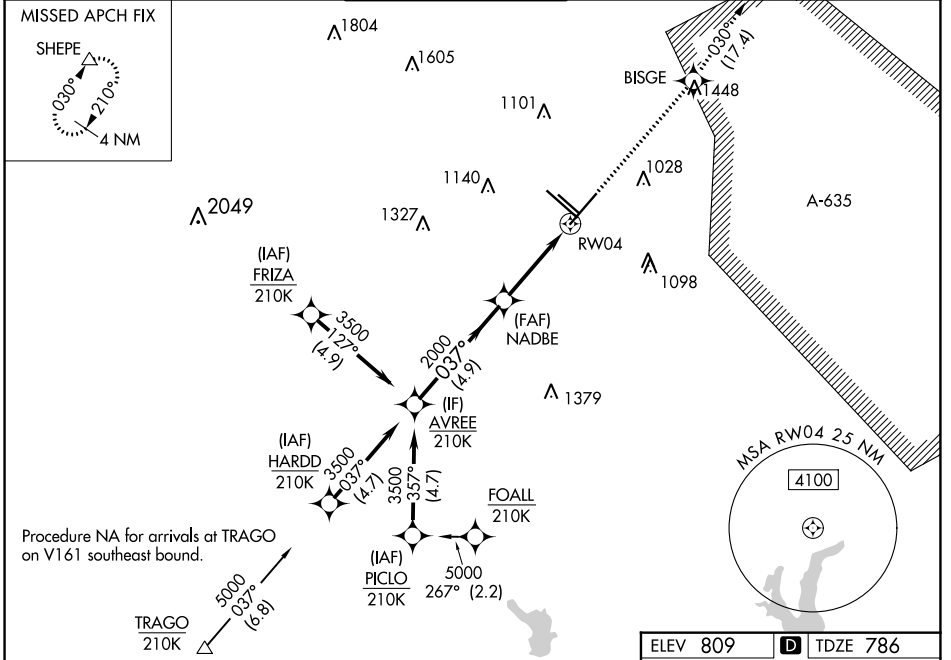 MISSED APCH FIX
SHEPE
030°
210°
4 NM
1804
1605
1101
BISGE
030°
(17.4)
1448
1140
1028
A-635
2049
1327
RW04
1098
(IAF)
FRIZA
210K
3500
127°
(4.9)
(FAF)
NADBE
2000
037°
(4.9)
1379
(IF)
AVREE
210K
(IAF)
HARDD
210K
3500
037°
(4.7)
3500
357°
(4.7)
FOALL
210K
MSA RW04 25 NM
4100
Procedure NA for arrivals at TRAGO
on V161 southeast bound.
(IAF)
PICLO
210K
5000
267° (2.2)
5000
037°
(6.8)
TRAGO
210K
ELEV 809
D
TDZE 786